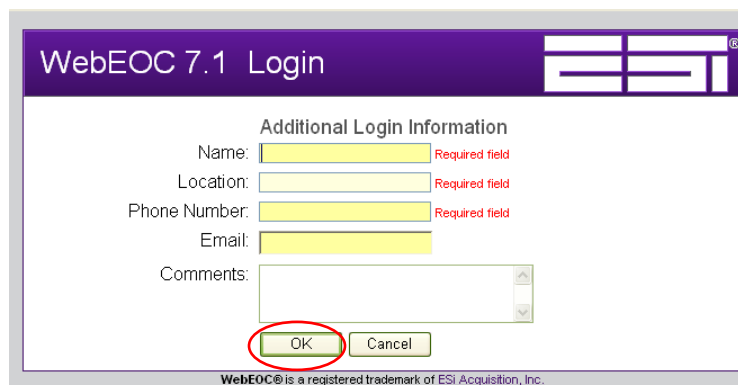 WebEOC 7.1 Login
ESi®
Additional Login Information
Name: Required field
Location: Required field
Phone Number: Required field
Email:
Comments:
OK Cancel
WebEOC® is a registered trademark of ESi Acquisition, Inc.